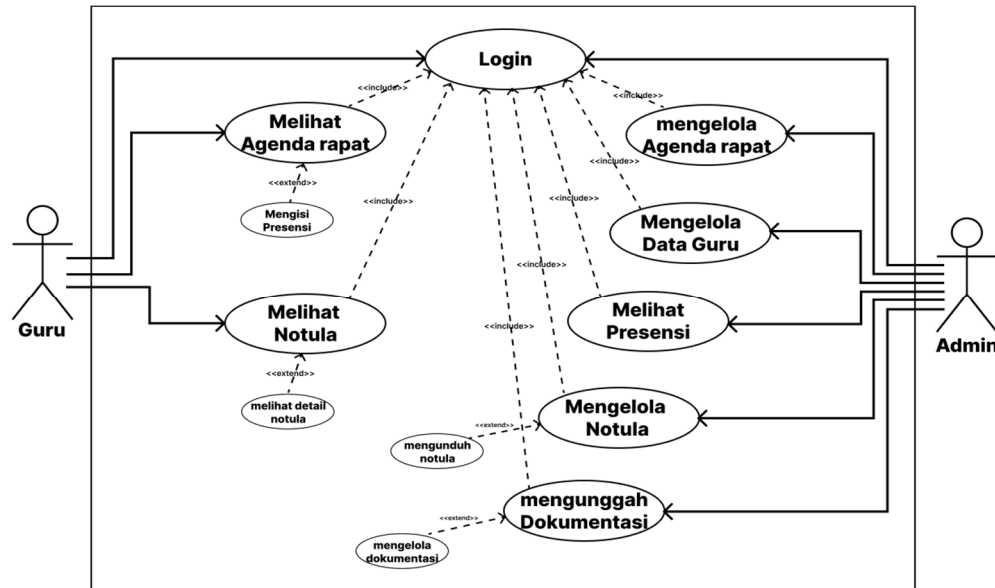 Login
<<include>>
<<include>>
Melihat
Agenda rapat
mengelola
Agenda rapat
<<include>>
<<extend>>
<<include>>
<<include>>
Mengisi
Presensi
Mengelola
Data Guru
<<include>>
<<include>>
Melihat
Notula
Melihat
Presensi
Guru
Admin
<<extend>>
melihat detail
notula
Mengelola
Notula
<<extend>>
mengunduh
notula
mengunggah
Dokumentasi
<<extend>>
mengelola
dokumentasi